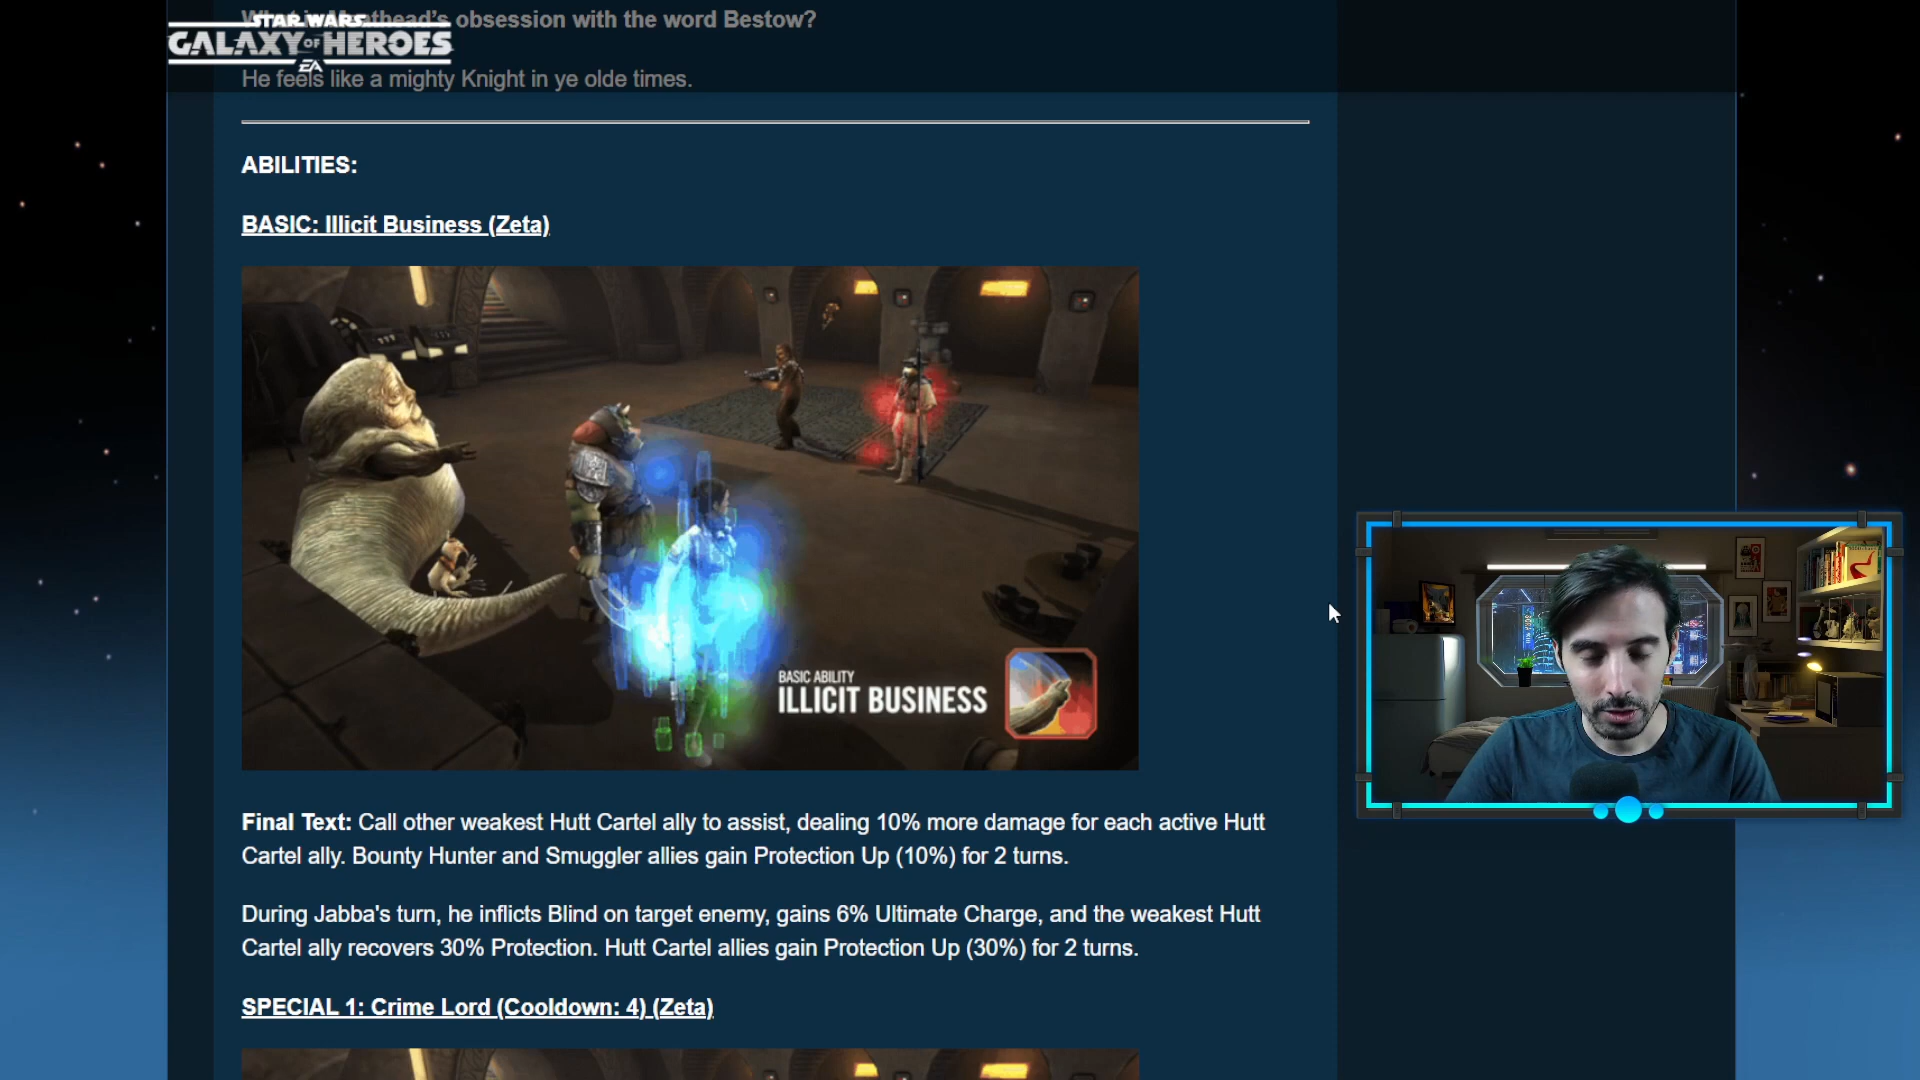 STAR WARS
GALAXY OF HEROES
EA
obsession with the word Bestow?
He feels like a mighty Knight in ye olde times.
ABILITIES:
BASIC: Illicit Business (Zeta)
BASIC ABILITY
ILLICIT BUSINESS
Final Text: Call other weakest Hutt Cartel ally to assist, dealing 10% more damage for each active Hutt
Cartel ally. Bounty Hunter and Smuggler allies gain Protection Up (10%) for 2 turns.
During Jabba's turn, he inflicts Blind on target enemy, gains 6% Ultimate Charge, and the weakest Hutt
Cartel ally recovers 30% Protection. Hutt Cartel allies gain Protection Up (30%) for 2 turns.
SPECIAL 1: Crime Lord (Cooldown: 4) (Zeta)